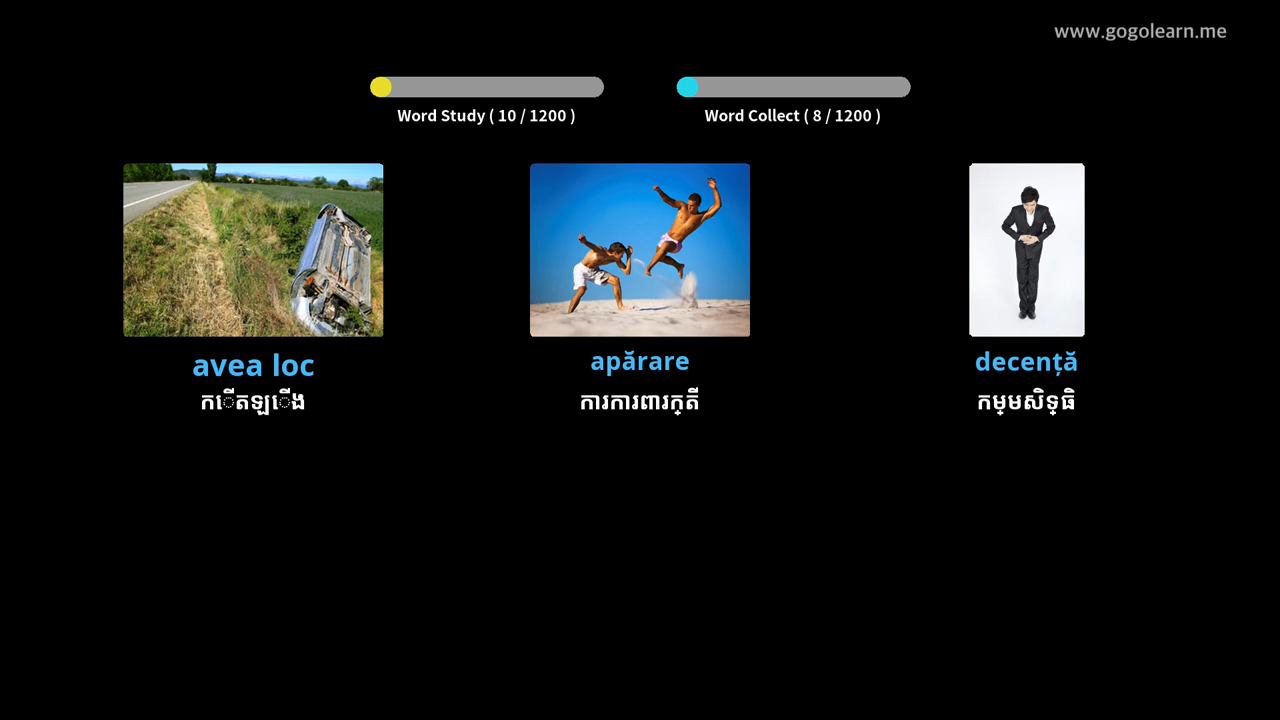 www.gogolearn.me
Word Study ( 10 / 1200 )
Word Collect ( 8 / 1200 )
avea loc
apărare
decență
កើតឡើង
ការការពារក្តី
កម្មសិទ្ធិ